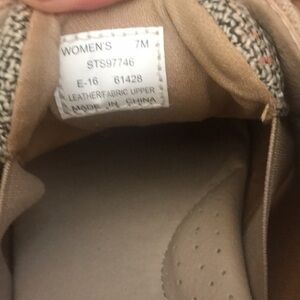 WOMEN'S 7M
STS97746
E-16 61428
LEATHER/FABRIC UPPER
MADE IN CHINA